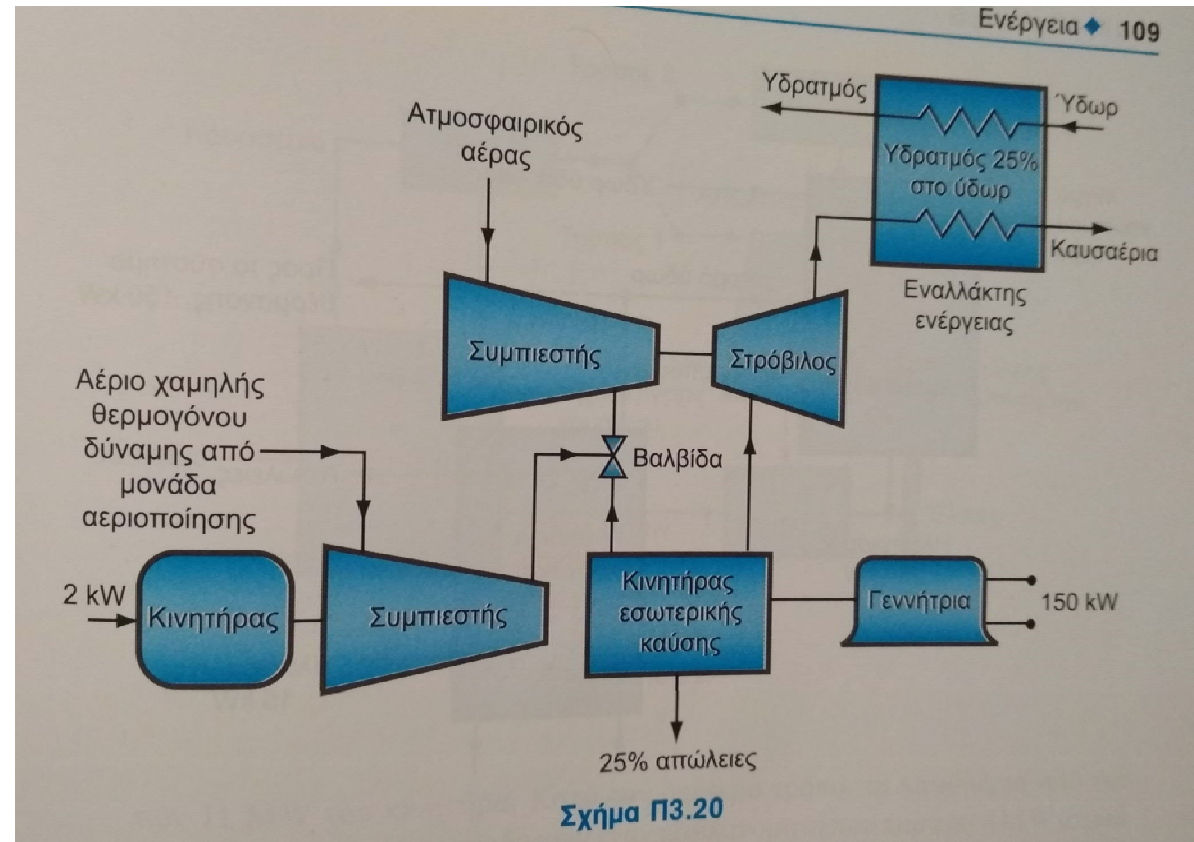 Ενέργεια ◆ 109
Υδρατμός
Ύδωρ
Υδρατμός 25%
στο ύδωρ
Καυσαέρια
Εναλλάκτης
ενέργειας
Ατμοσφαιρικός
αέρας
Συμπιεστής
Στρόβιλος
Αέριο χαμηλής
θερμογόνου
δύναμης από
μονάδα
αεριοποίησης
Βαλβίδα
2 kW
Κινητήρας
Συμπιεστής
Κινητήρας
εσωτερικής
καύσης
Γεννήτρια
150 kW
25% απώλειες
Σχήμα Π3.20